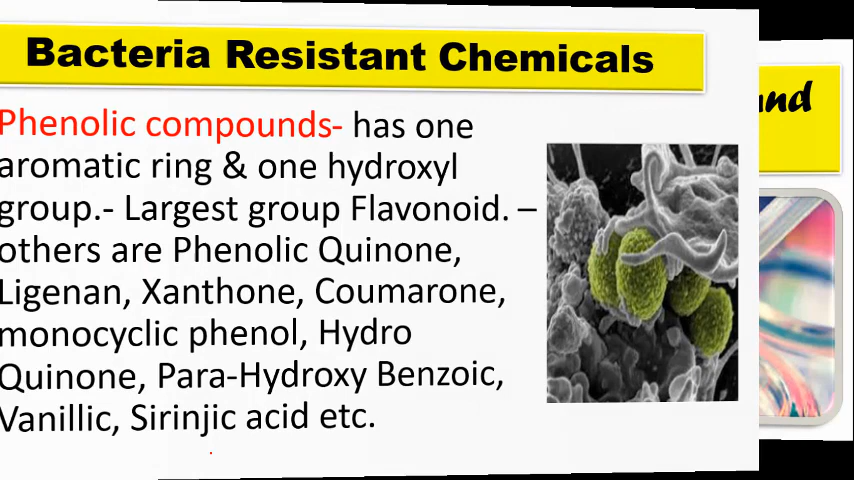 Bacteria Resistant Chemicals
Phenolic compounds- has one
aromatic ring & one hydroxyl
group.- Largest group Flavonoid. –
others are Phenolic Quinone,
Ligenan, Xanthone, Coumarone,
monocyclic phenol, Hydro
Quinone, Para-Hydroxy Benzoic,
Vanillic, Sirinjic acid etc.